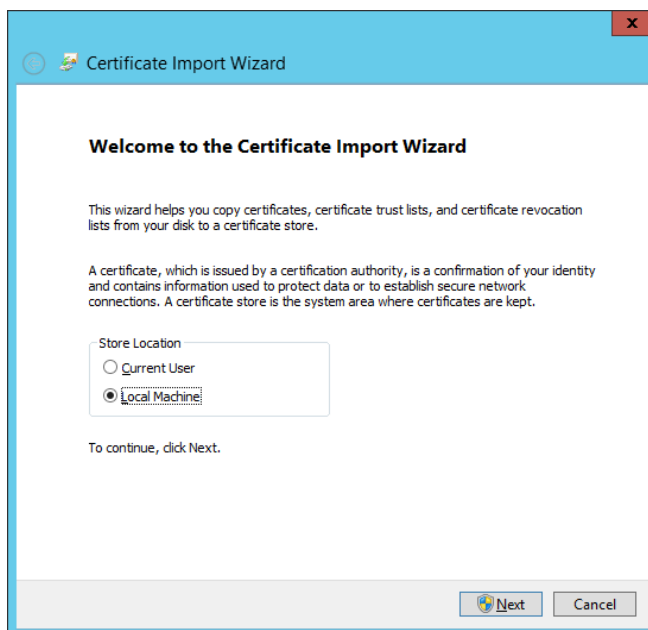 x
Certificate Import Wizard
Welcome to the Certificate Import Wizard
This wizard helps you copy certificates, certificate trust lists, and certificate revocation
lists from your disk to a certificate store.
A certificate, which is issued by a certification authority, is a confirmation of your identity
and contains information used to protect data or to establish secure network
connections. A certificate store is the system area where certificates are kept.
Store Location
Current User
Local Machine
To continue, click Next.
Next Cancel